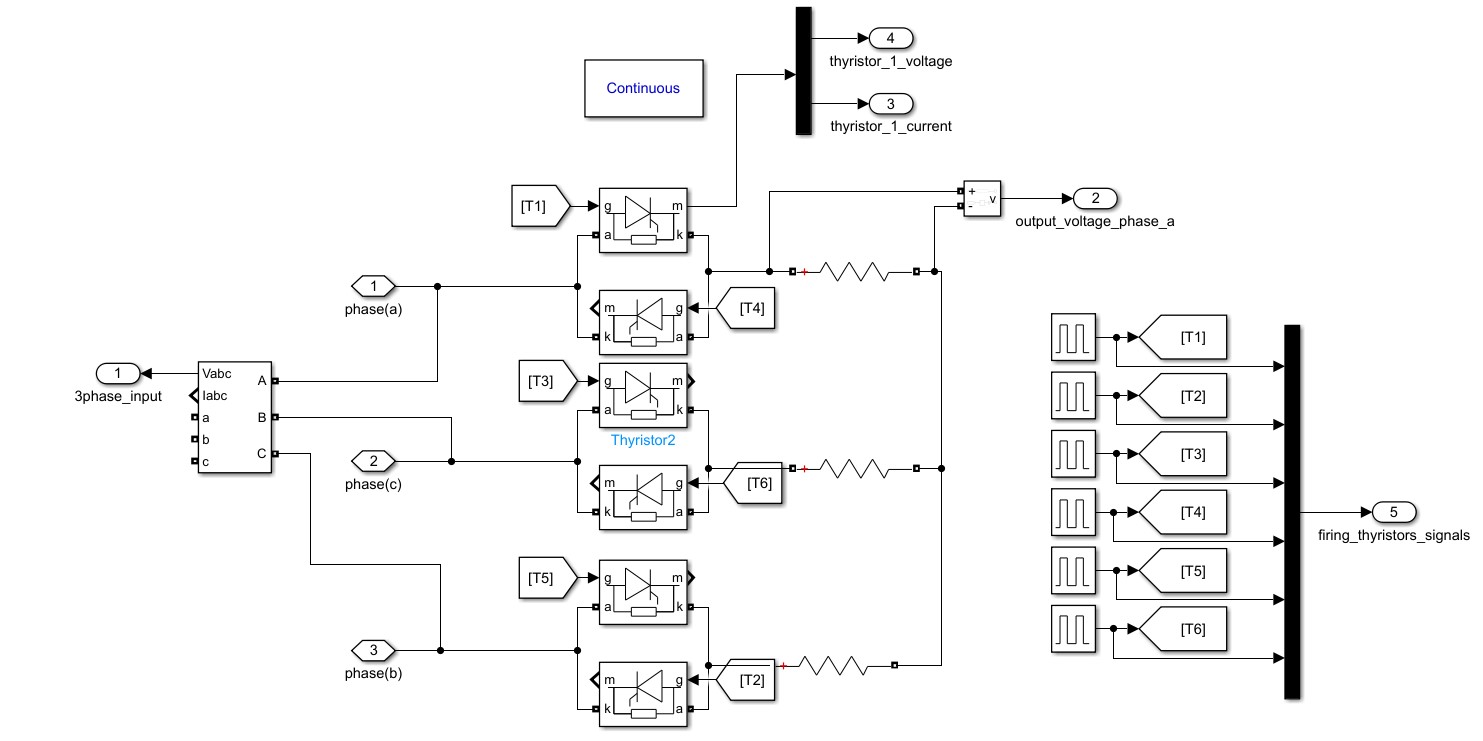 4
thyristor_1_voltage
Continuous
3
thyristor_1_current
[T1]
g
m
a
k
+
-
v
2
output_voltage_phase_a
1
phase(a)
+
m
g
[T4]
k
a
1
3phase_input
Vabc
Iabc
a
b
c
A
B
C
[T3]
g
m
a
k
Thyristor2
2
phase(c)
+
m
g
[T6]
k
a
[T5]
g
m
a
k
3
phase(b)
+
m
g
[T2]
k
a
[T1]
[T2]
[T3]
[T4]
[T5]
[T6]
5
firing_thyristors_signals